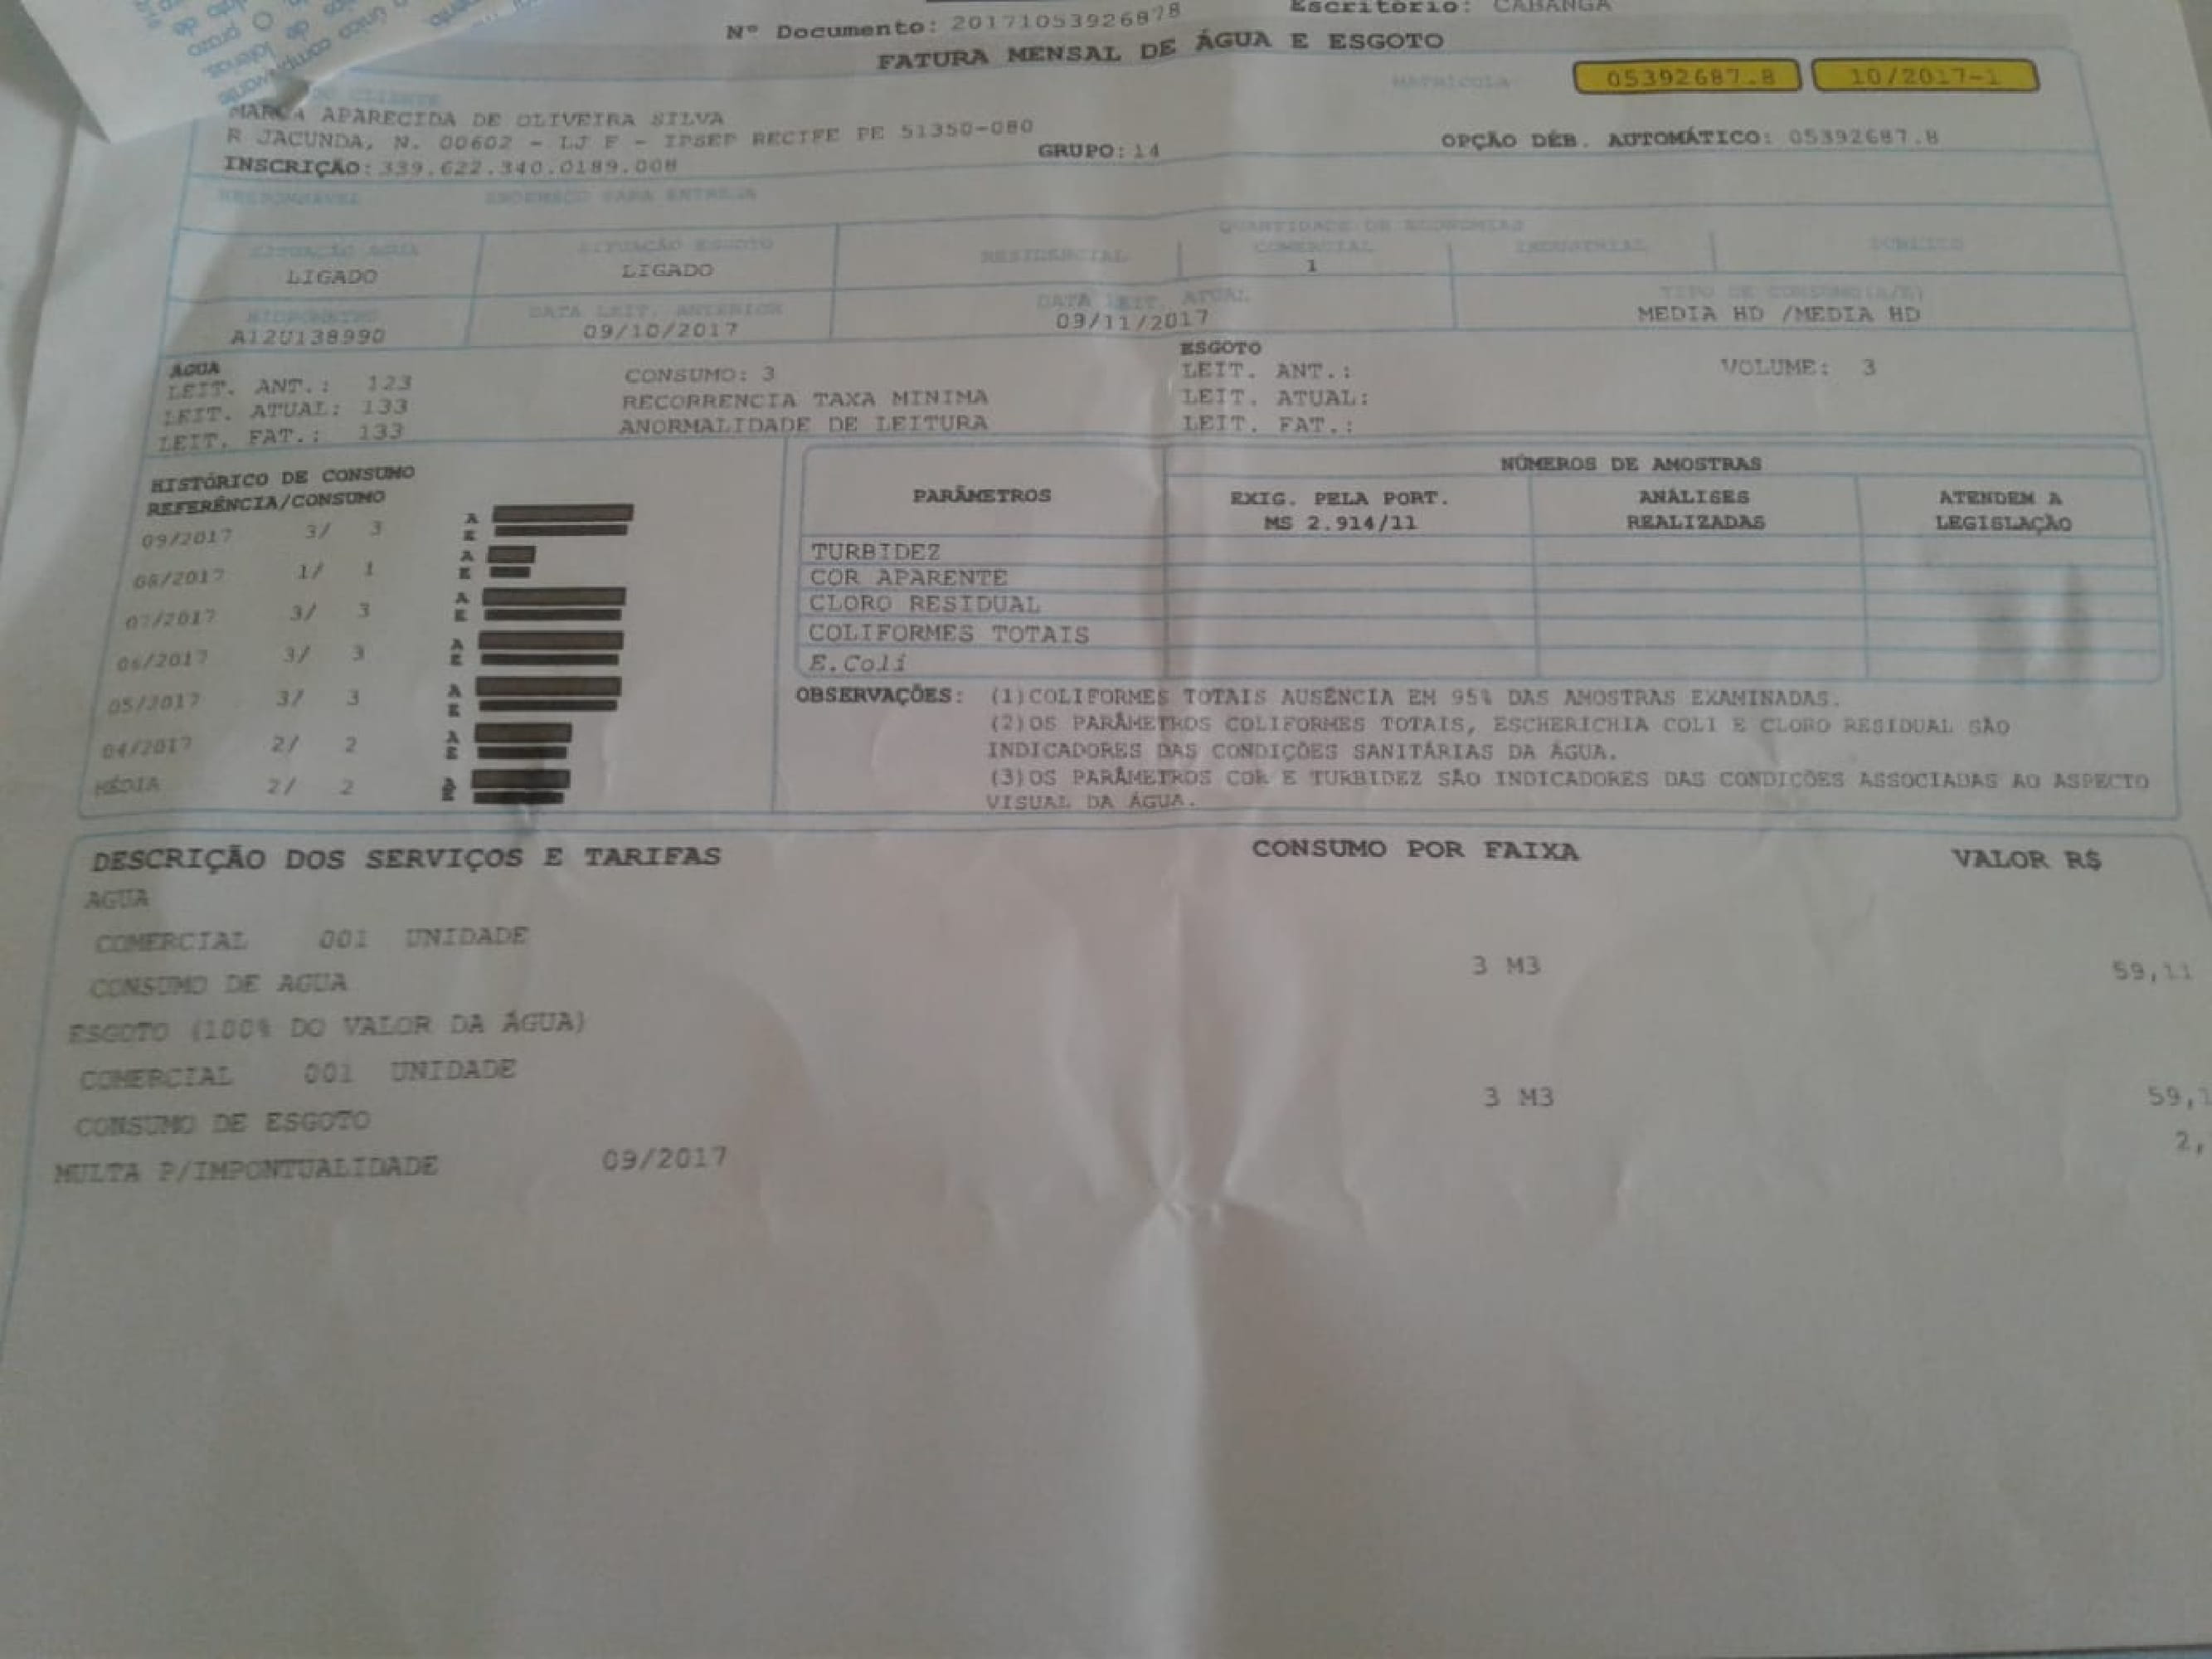 Nº Documento: 20171053926878 Escritório: CABANGA
FATURA MENSAL DE ÁGUA E ESGOTO
MATRÍCULA 05392687.8 10/2017-1
CLIENTE
APARECIDA DE OLIVEIRA SILVA
R JACUNDA, N. 00602 - LJ F - IPSEP RECIFE PE 51350-080
GRUPO: 14 OPÇÃO DÉB. AUTOMÁTICO: 05392687.8
INSCRIÇÃO: 339.622.340.0189.008
RESPONSÁVEL ENDEREÇO PARA ENTREGA
QUANTIDADE DE ECONOMIAS
SITUAÇÃO ÁGUA SITUAÇÃO ESGOTO RESIDENCIAL COMERCIAL INDUSTRIAL PÚBLICO
LIGADO LIGADO 1
HIDRÔMETRO DATA LEIT. ANTERIOR DATA LEIT. ATUAL TIPO DE CONSUMO(A/E)
A12U138990 09/10/2017 09/11/2017 MEDIA HD /MEDIA HD
ÁGUA ESGOTO
LEIT. ANT.: 123 CONSUMO: 3 LEIT. ANT.: VOLUME: 3
LEIT. ATUAL: 133 RECORRENCIA TAXA MINIMA LEIT. ATUAL:
LEIT. FAT.: 133 ANORMALIDADE DE LEITURA LEIT. FAT.:
HISTÓRICO DE CONSUMO
REFERÊNCIA/CONSUMO
09/2017 3/ 3 A E
08/2017 1/ 1 A E
07/2017 3/ 3 A E
06/2017 3/ 3 A E
05/2017 3/ 3 A E
04/2017 2/ 2 A E
MÉDIA 2/ 2 A E
NÚMEROS DE AMOSTRAS
PARÂMETROS EXIG. PELA PORT. ANÁLISES ATENDEM A
MS 2.914/11 REALIZADAS LEGISLAÇÃO
TURBIDEZ
COR APARENTE
CLORO RESIDUAL
COLIFORMES TOTAIS
E.Coli
OBSERVAÇÕES: (1)COLIFORMES TOTAIS AUSÊNCIA EM 95% DAS AMOSTRAS EXAMINADAS.
(2)OS PARÂMETROS COLIFORMES TOTAIS, ESCHERICHIA COLI E CLORO RESIDUAL SÃO
INDICADORES DAS CONDIÇÕES SANITÁRIAS DA ÁGUA.
(3)OS PARÂMETROS COR E TURBIDEZ SÃO INDICADORES DAS CONDIÇÕES ASSOCIADAS AO ASPECTO
VISUAL DA ÁGUA.
DESCRIÇÃO DOS SERVIÇOS E TARIFAS CONSUMO POR FAIXA VALOR R$
AGUA
COMERCIAL 001 UNIDADE
CONSUMO DE AGUA 3 M3 59,11
ESGOTO (100% DO VALOR DA ÁGUA)
COMERCIAL 001 UNIDADE
CONSUMO DE ESGOTO 3 M3 59,1
MULTA P/IMPONTUALIDADE 09/2017 2,